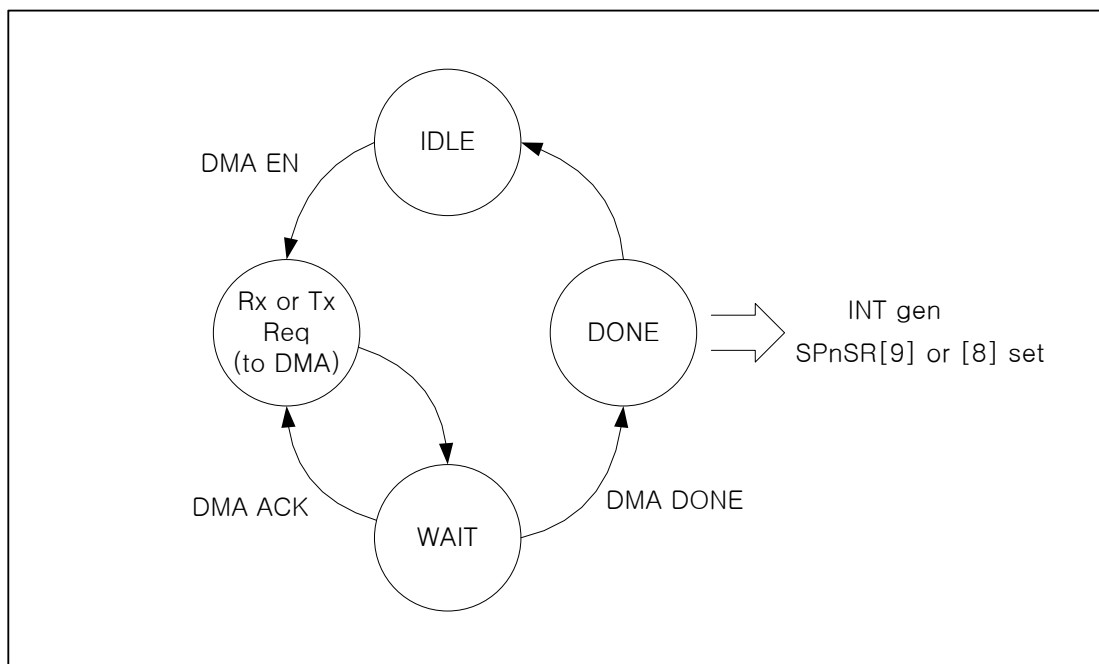 IDLE
DMA EN
Rx or Tx
Req
(to DMA)
DONE
INT gen
SPnSR[9] or [8] set
DMA ACK
WAIT
DMA DONE